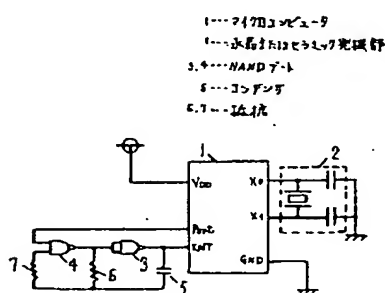 1---マイクロコンピュータ
2---水晶またはセラミック発振部
3.4---NANDゲート
5---コンデンサ
6.7---抵抗
1
2
VDD
X0
X1
Port
INT
GND
7
4
6
3
5